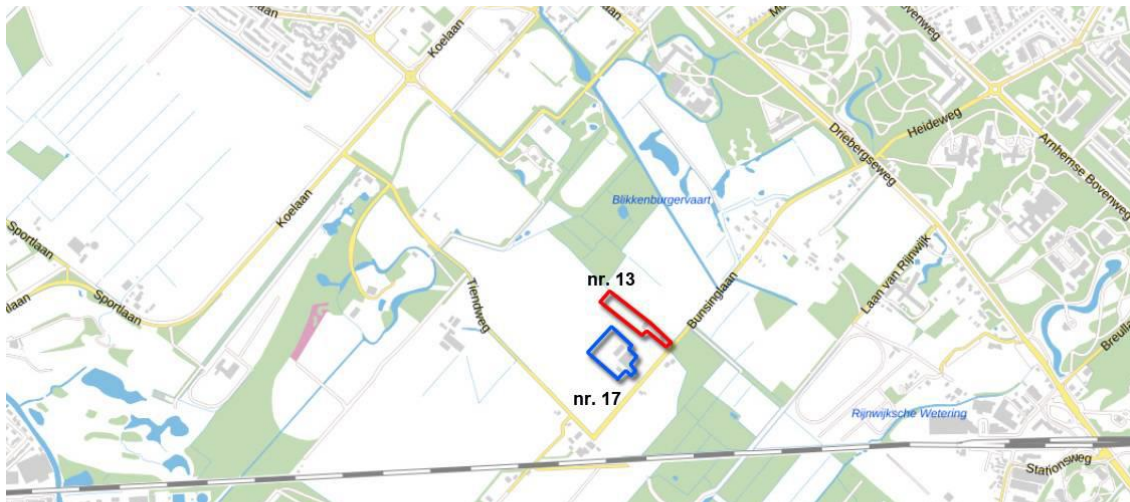 Koelaan
Driebergseweg
Heideweg
Arnhemse Bovenweg
Blikkenburgervaart
Koelaan
Sportlaan
Sportlaan
Tiendweg
nr. 13
Bunsinglaan
Laan van Rijnwijk
nr. 17
Rijnwijksche Wetering
Stationsweg